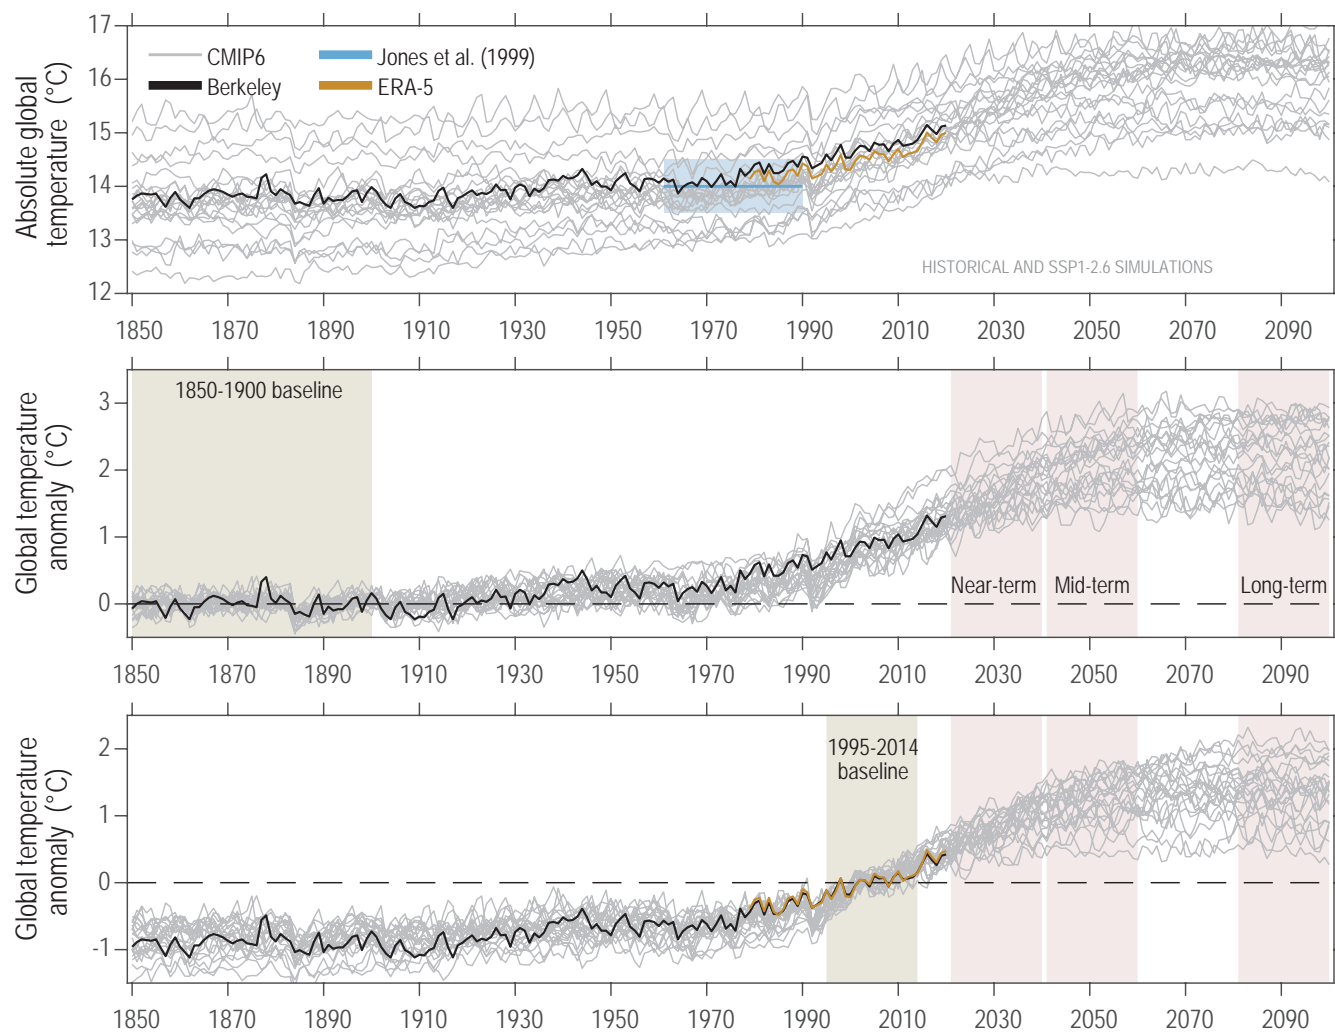 17
16
15
14
13
12
Absolute global
temperature (°C)
CMIP6
Berkeley
Jones et al. (1999)
ERA-5
HISTORICAL AND SSP1-2.6 SIMULATIONS
1850 1870 1890 1910 1930 1950 1970 1990 2010 2030 2050 2070 2090
3
2
1
0
Global temperature
anomaly (°C)
1850-1900 baseline
Near-term Mid-term Long-term
1850 1870 1890 1910 1930 1950 1970 1990 2010 2030 2050 2070 2090
2
1
0
-1
Global temperature
anomaly (°C)
1995-2014
baseline
1850 1870 1890 1910 1930 1950 1970 1990 2010 2030 2050 2070 2090